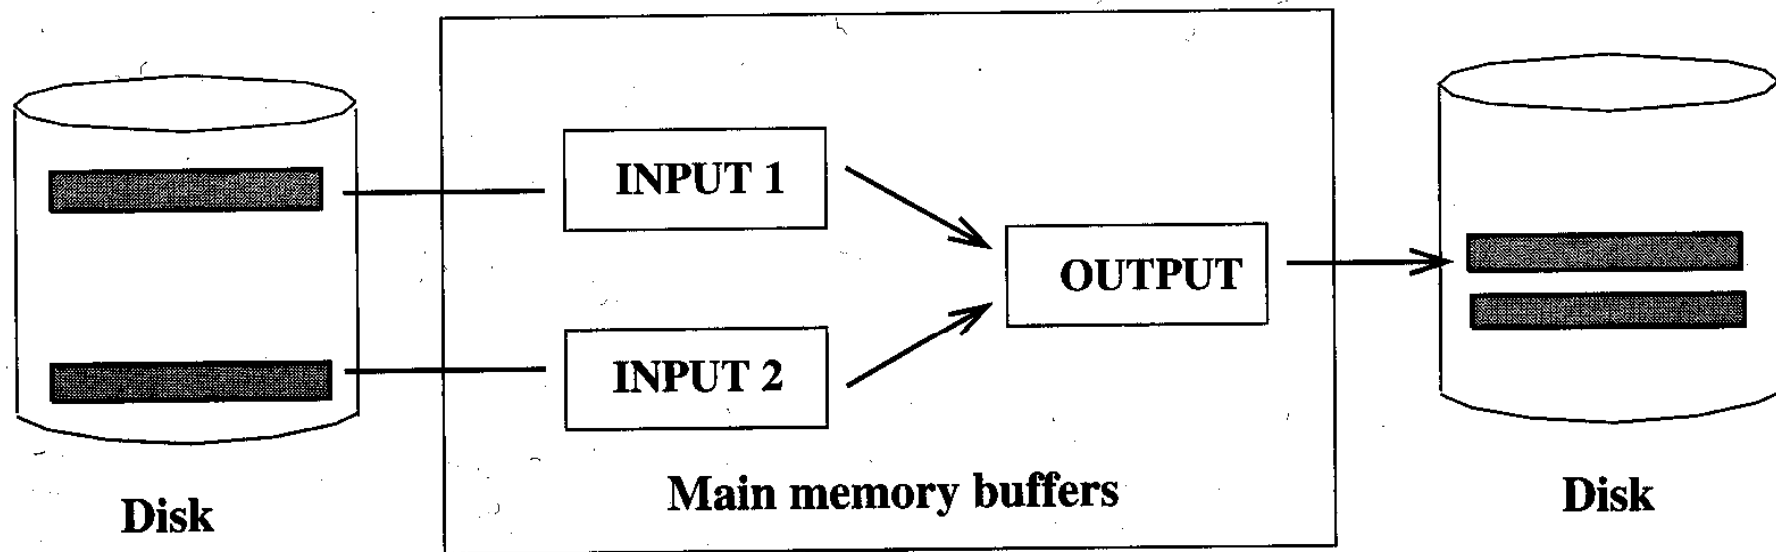 INPUT 1
INPUT 2
OUTPUT
Main memory buffers
Disk
Disk